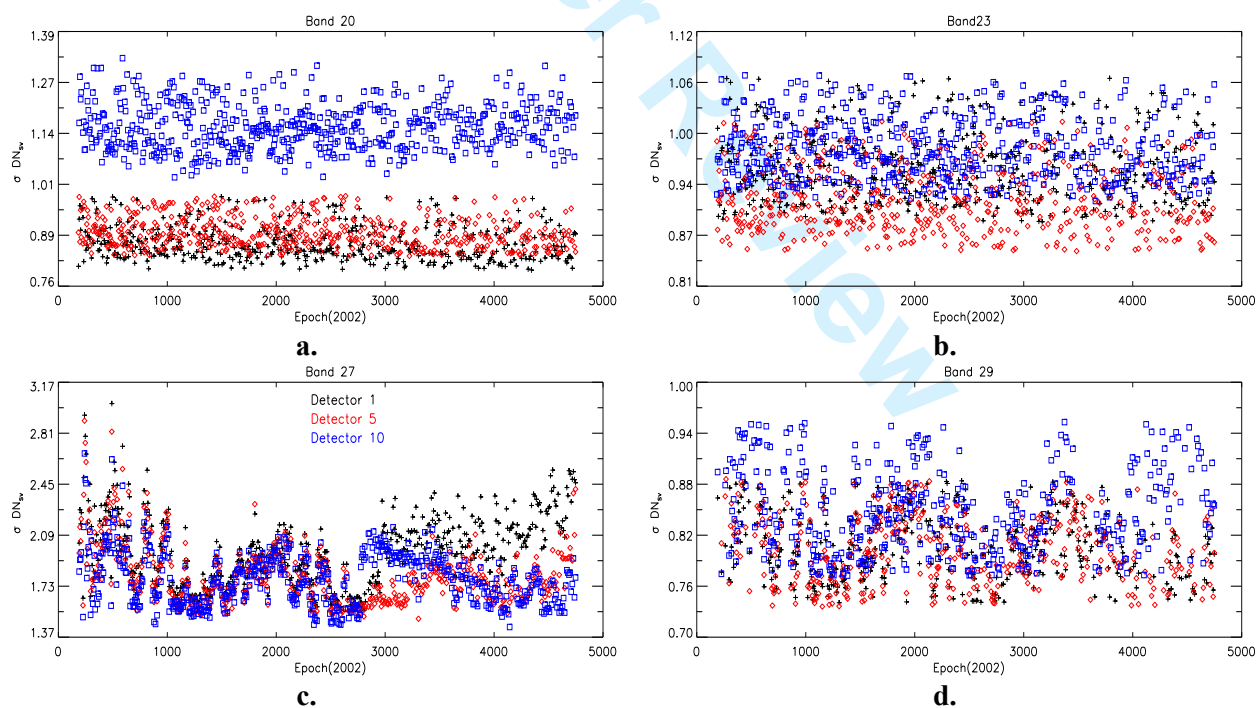 Band 20
1.39
1.27
1.14
1.01
0.89
0.76
σ DNsv
0 1000 2000 3000 4000 5000
Epoch(2002)
a.
Band23
1.12
1.06
1.00
0.94
0.87
0.81
σ DNsv
0 1000 2000 3000 4000 5000
Epoch(2002)
b.
Band 27
Detector 1
Detector 5
Detector 10
3.17
2.81
2.45
2.09
1.73
1.37
σ DNsv
0 1000 2000 3000 4000 5000
Epoch(2002)
c.
Band 29
1.00
0.94
0.88
0.82
0.76
0.70
σ DNsv
0 1000 2000 3000 4000 5000
Epoch(2002)
d.
Review